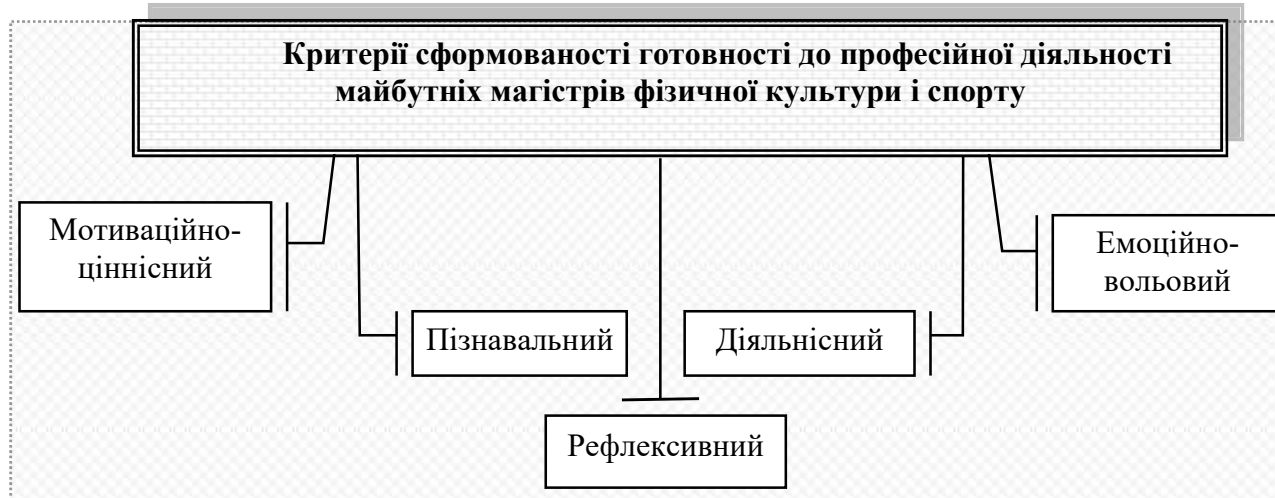 Критерії сформованості готовності до професійної діяльності
майбутніх магістрів фізичної культури і спорту
Мотиваційно-
ціннісний
Емоційно-
вольовий
Пізнавальний
Діяльнісний
Рефлексивний